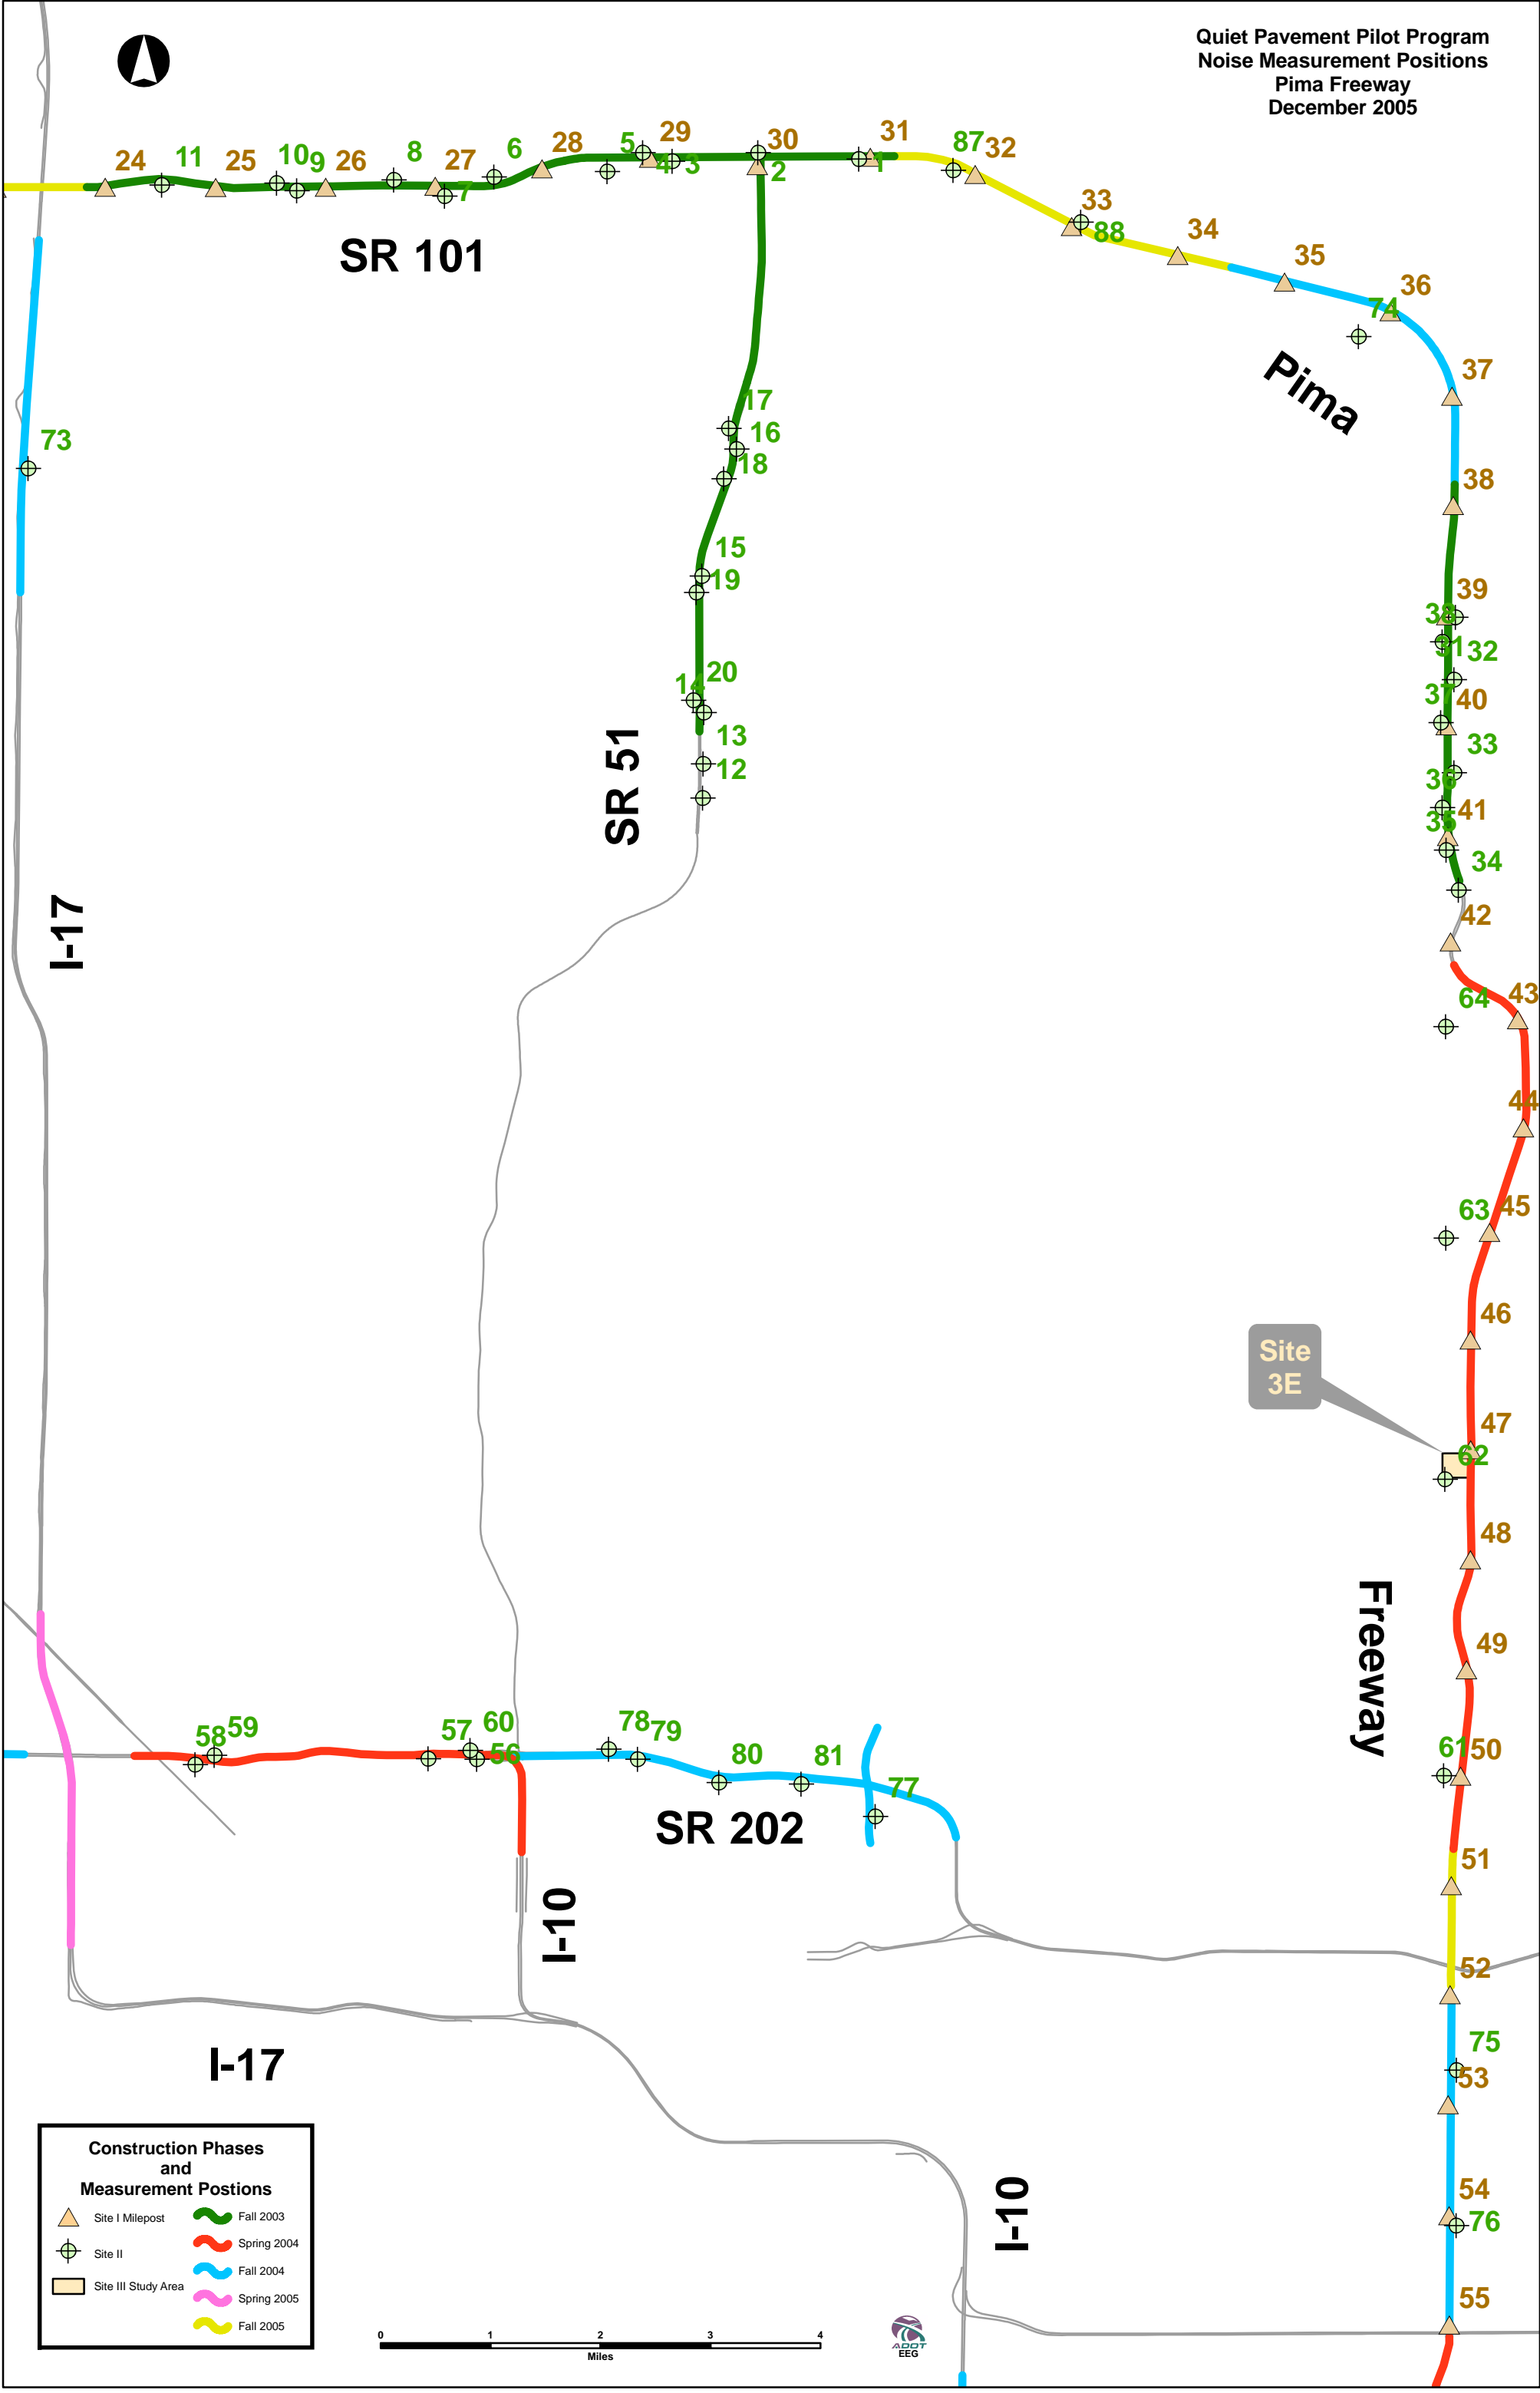 Quiet Pavement Pilot Program
Noise Measurement Positions
Pima Freeway
December 2005
24
11
25
10
9
26
8
27
7
6
28
5
29
4
3
30
2
31
1
87
32
33
88
34
35
36
74
37
38
SR 101
Pima
73
17
16
18
15
19
20
14
13
12
SR 51
I-17
39
38
31
32
37
40
33
36
41
35
34
42
64
43
44
63
45
46
Site
3E
47
62
48
Freeway
49
61
50
51
52
75
53
54
76
55
58
59
57
60
56
78
79
80
81
77
SR 202
I-10
I-17
I-10
Construction Phases
and
Measurement Postions
Site I Milepost
Site II
Site III Study Area
Fall 2003
Spring 2004
Fall 2004
Spring 2005
Fall 2005
0 1 2 3 4
Miles
ADOT
EEG